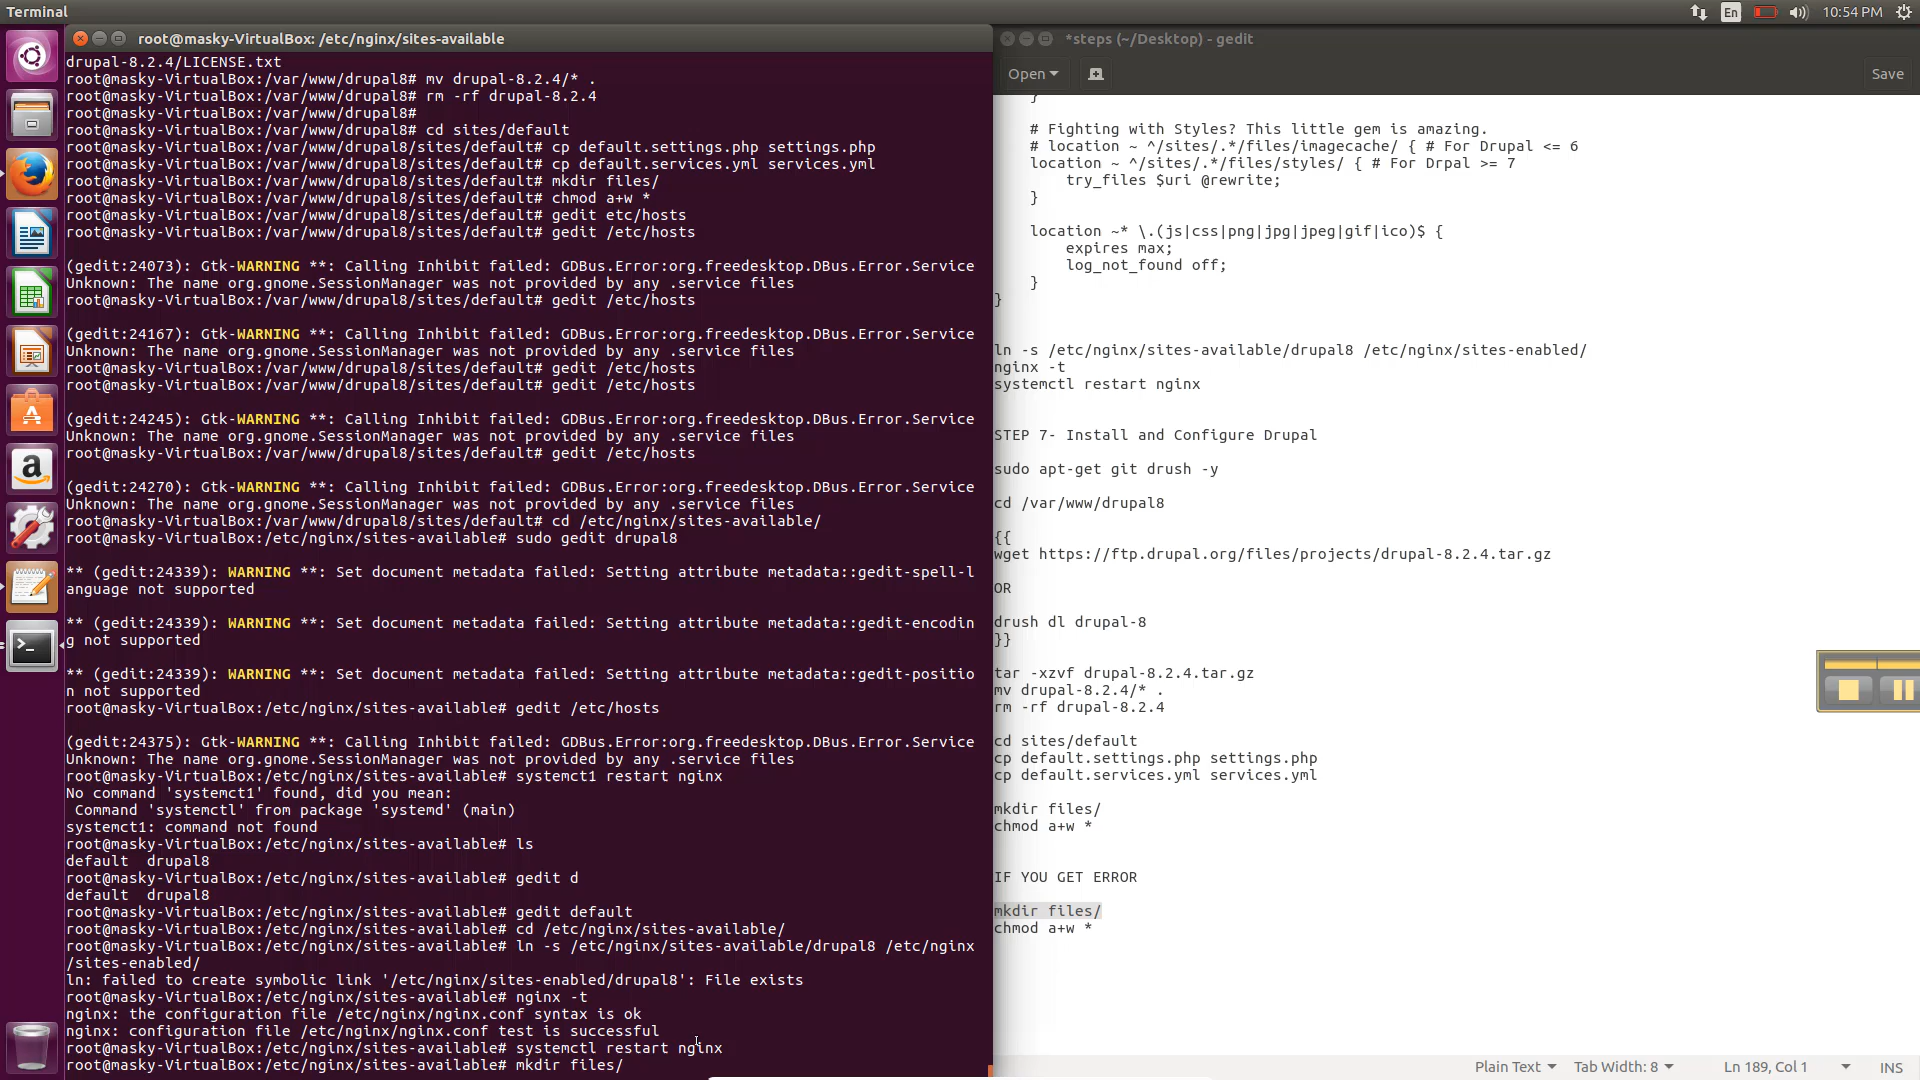 Terminal
En
10:54 PM
root@masky-VirtualBox: /etc/nginx/sites-available
drupal-8.2.4/LICENSE.txt
root@masky-VirtualBox:/var/www/drupal8# mv drupal-8.2.4/* .
root@masky-VirtualBox:/var/www/drupal8# rm -rf drupal-8.2.4
root@masky-VirtualBox:/var/www/drupal8#
root@masky-VirtualBox:/var/www/drupal8# cd sites/default
root@masky-VirtualBox:/var/www/drupal8/sites/default# cp default.settings.php settings.php
root@masky-VirtualBox:/var/www/drupal8/sites/default# cp default.services.yml services.yml
root@masky-VirtualBox:/var/www/drupal8/sites/default# mkdir files/
root@masky-VirtualBox:/var/www/drupal8/sites/default# chmod a+w *
root@masky-VirtualBox:/var/www/drupal8/sites/default# gedit etc/hosts
root@masky-VirtualBox:/var/www/drupal8/sites/default# gedit /etc/hosts
(gedit:24073): Gtk-WARNING **: Calling Inhibit failed: GDBus.Error:org.freedesktop.DBus.Error.Service
Unknown: The name org.gnome.SessionManager was not provided by any .service files
root@masky-VirtualBox:/var/www/drupal8/sites/default# gedit /etc/hosts
(gedit:24167): Gtk-WARNING **: Calling Inhibit failed: GDBus.Error:org.freedesktop.DBus.Error.Service
Unknown: The name org.gnome.SessionManager was not provided by any .service files
root@masky-VirtualBox:/var/www/drupal8/sites/default# gedit /etc/hosts
root@masky-VirtualBox:/var/www/drupal8/sites/default# gedit /etc/hosts
(gedit:24245): Gtk-WARNING **: Calling Inhibit failed: GDBus.Error:org.freedesktop.DBus.Error.Service
Unknown: The name org.gnome.SessionManager was not provided by any .service files
root@masky-VirtualBox:/var/www/drupal8/sites/default# gedit /etc/hosts
(gedit:24270): Gtk-WARNING **: Calling Inhibit failed: GDBus.Error:org.freedesktop.DBus.Error.Service
Unknown: The name org.gnome.SessionManager was not provided by any .service files
root@masky-VirtualBox:/var/www/drupal8/sites/default# cd /etc/nginx/sites-available/
root@masky-VirtualBox:/etc/nginx/sites-available# sudo gedit drupal8
** (gedit:24339): WARNING **: Set document metadata failed: Setting attribute metadata::gedit-spell-l
anguage not supported
** (gedit:24339): WARNING **: Set document metadata failed: Setting attribute metadata::gedit-encodin
g not supported
** (gedit:24339): WARNING **: Set document metadata failed: Setting attribute metadata::gedit-positio
n not supported
root@masky-VirtualBox:/etc/nginx/sites-available# gedit /etc/hosts
(gedit:24375): Gtk-WARNING **: Calling Inhibit failed: GDBus.Error:org.freedesktop.DBus.Error.Service
Unknown: The name org.gnome.SessionManager was not provided by any .service files
root@masky-VirtualBox:/etc/nginx/sites-available# systemct1 restart nginx
No command 'systemct1' found, did you mean:
Command 'systemctl' from package 'systemd' (main)
systemct1: command not found
root@masky-VirtualBox:/etc/nginx/sites-available# ls
default drupal8
root@masky-VirtualBox:/etc/nginx/sites-available# gedit d
default drupal8
root@masky-VirtualBox:/etc/nginx/sites-available# gedit default
root@masky-VirtualBox:/etc/nginx/sites-available# cd /etc/nginx/sites-available/
root@masky-VirtualBox:/etc/nginx/sites-available# ln -s /etc/nginx/sites-available/drupal8 /etc/nginx
/sites-enabled/
ln: failed to create symbolic link '/etc/nginx/sites-enabled/drupal8': File exists
root@masky-VirtualBox:/etc/nginx/sites-available# nginx -t
nginx: the configuration file /etc/nginx/nginx.conf syntax is ok
nginx: configuration file /etc/nginx/nginx.conf test is successful
root@masky-VirtualBox:/etc/nginx/sites-available# systemctl restart nginx
root@masky-VirtualBox:/etc/nginx/sites-available# mkdir files/
*steps (~/Desktop) - gedit
Open
Save
}
# Fighting with Styles? This little gem is amazing.
# location ~ ^/sites/.*/files/imagecache/ { # For Drupal <= 6
location ~ ^/sites/.*/files/styles/ { # For Drpal >= 7
try_files $uri @rewrite;
}
location ~* \.(js|css|png|jpg|jpeg|gif|ico)$ {
expires max;
log_not_found off;
}
}
ln -s /etc/nginx/sites-available/drupal8 /etc/nginx/sites-enabled/
nginx -t
systemctl restart nginx
STEP 7- Install and Configure Drupal
sudo apt-get git drush -y
cd /var/www/drupal8
{{
wget https://ftp.drupal.org/files/projects/drupal-8.2.4.tar.gz
OR
drush dl drupal-8
}}
tar -xzvf drupal-8.2.4.tar.gz
mv drupal-8.2.4/* .
rm -rf drupal-8.2.4
cd sites/default
cp default.settings.php settings.php
cp default.services.yml services.yml
mkdir files/
chmod a+w *
IF YOU GET ERROR
mkdir files/
chmod a+w *
Plain Text
Tab Width: 8
Ln 189, Col 1
INS